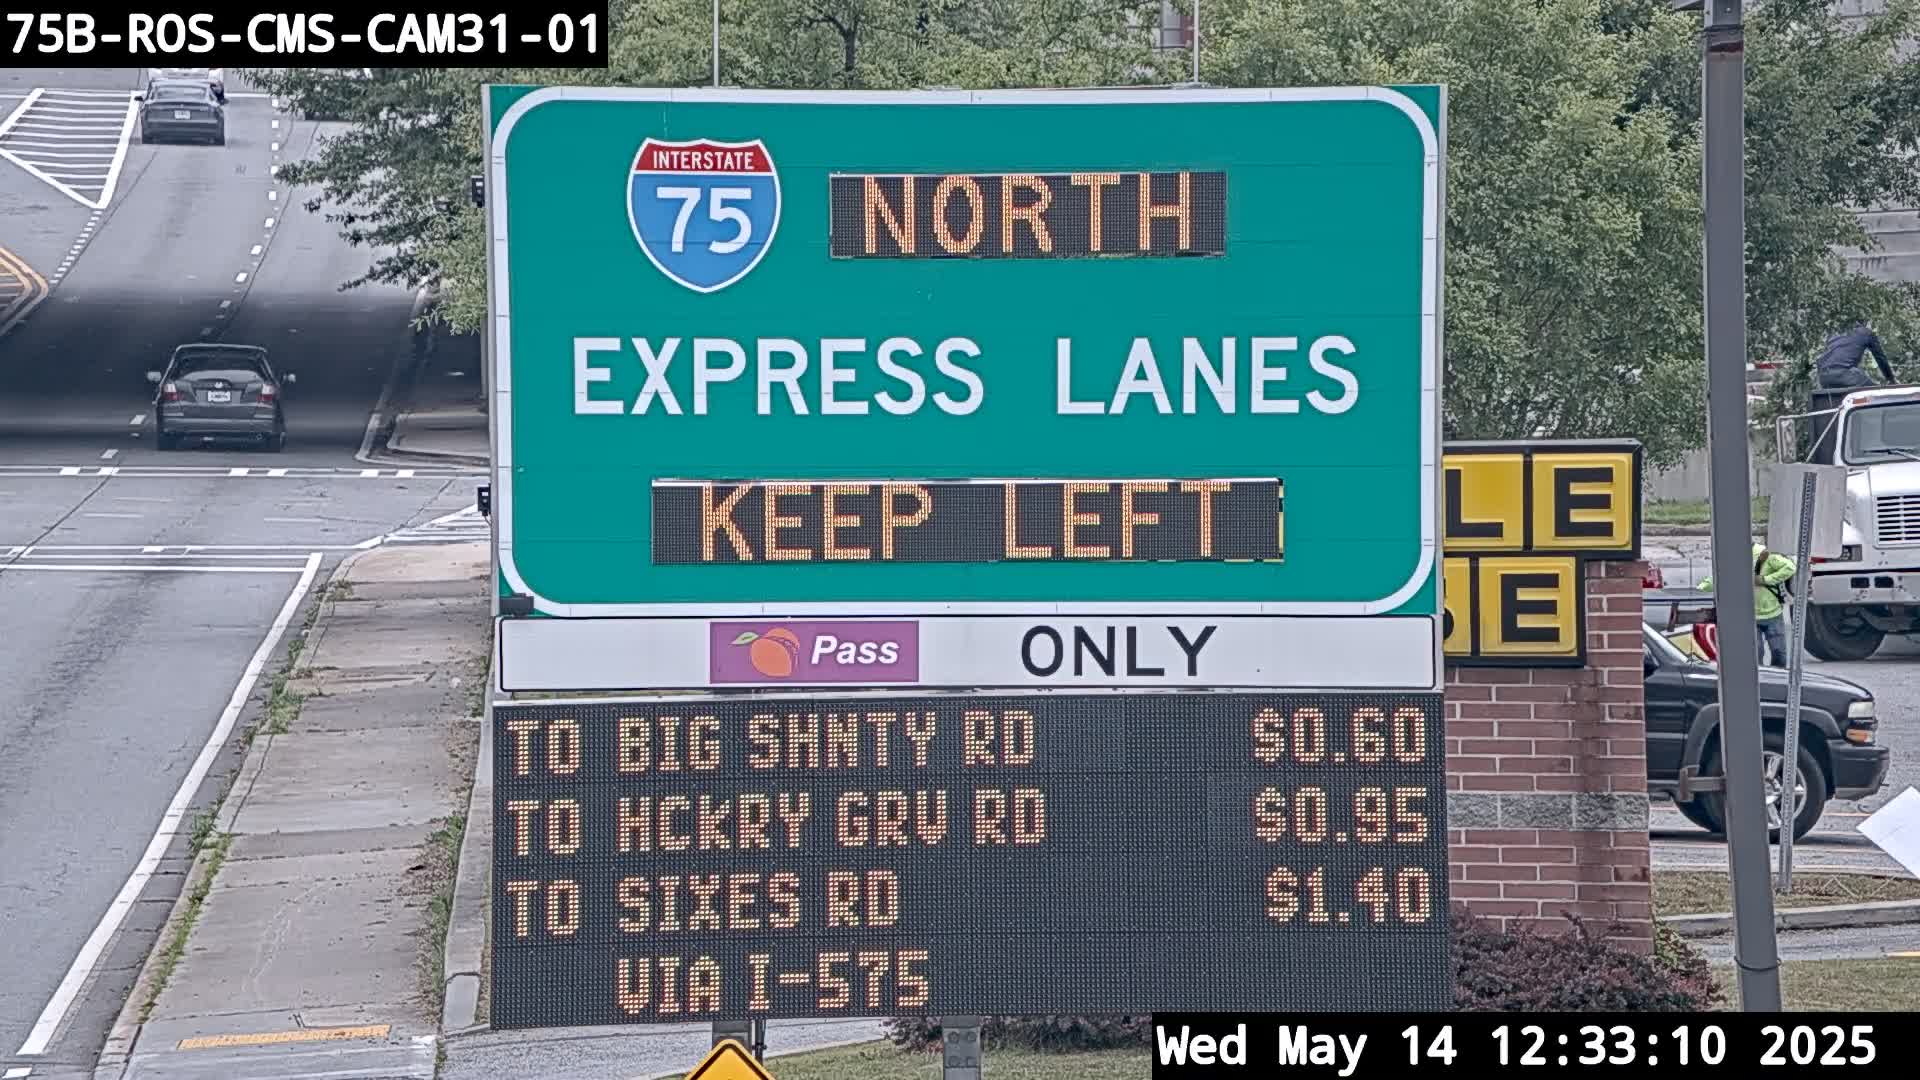 75B-ROS-CMS-CAM31-01
INTERSTATE
75
NORTH
EXPRESS LANES
KEEP LEFT
Pass ONLY
LE
E
TO BIG SHNTY RD $0.60
TO HCKRY GRV RD $0.95
TO SIXES RD $1.40
VIA I-575
Wed May 14 12:33:10 2025